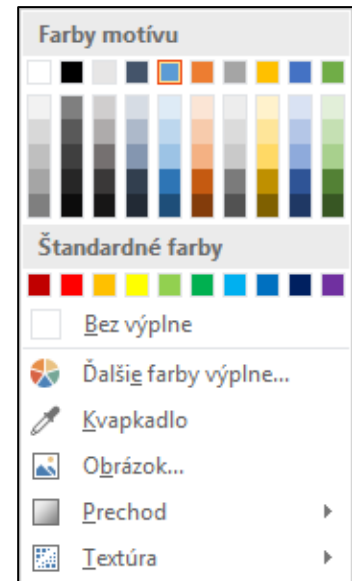 Farby motívu
Štandardné farby
Bez výplne
Ďalšie farby výplne...
Kvapkadlo
Obrázok...
Prechod
Textúra